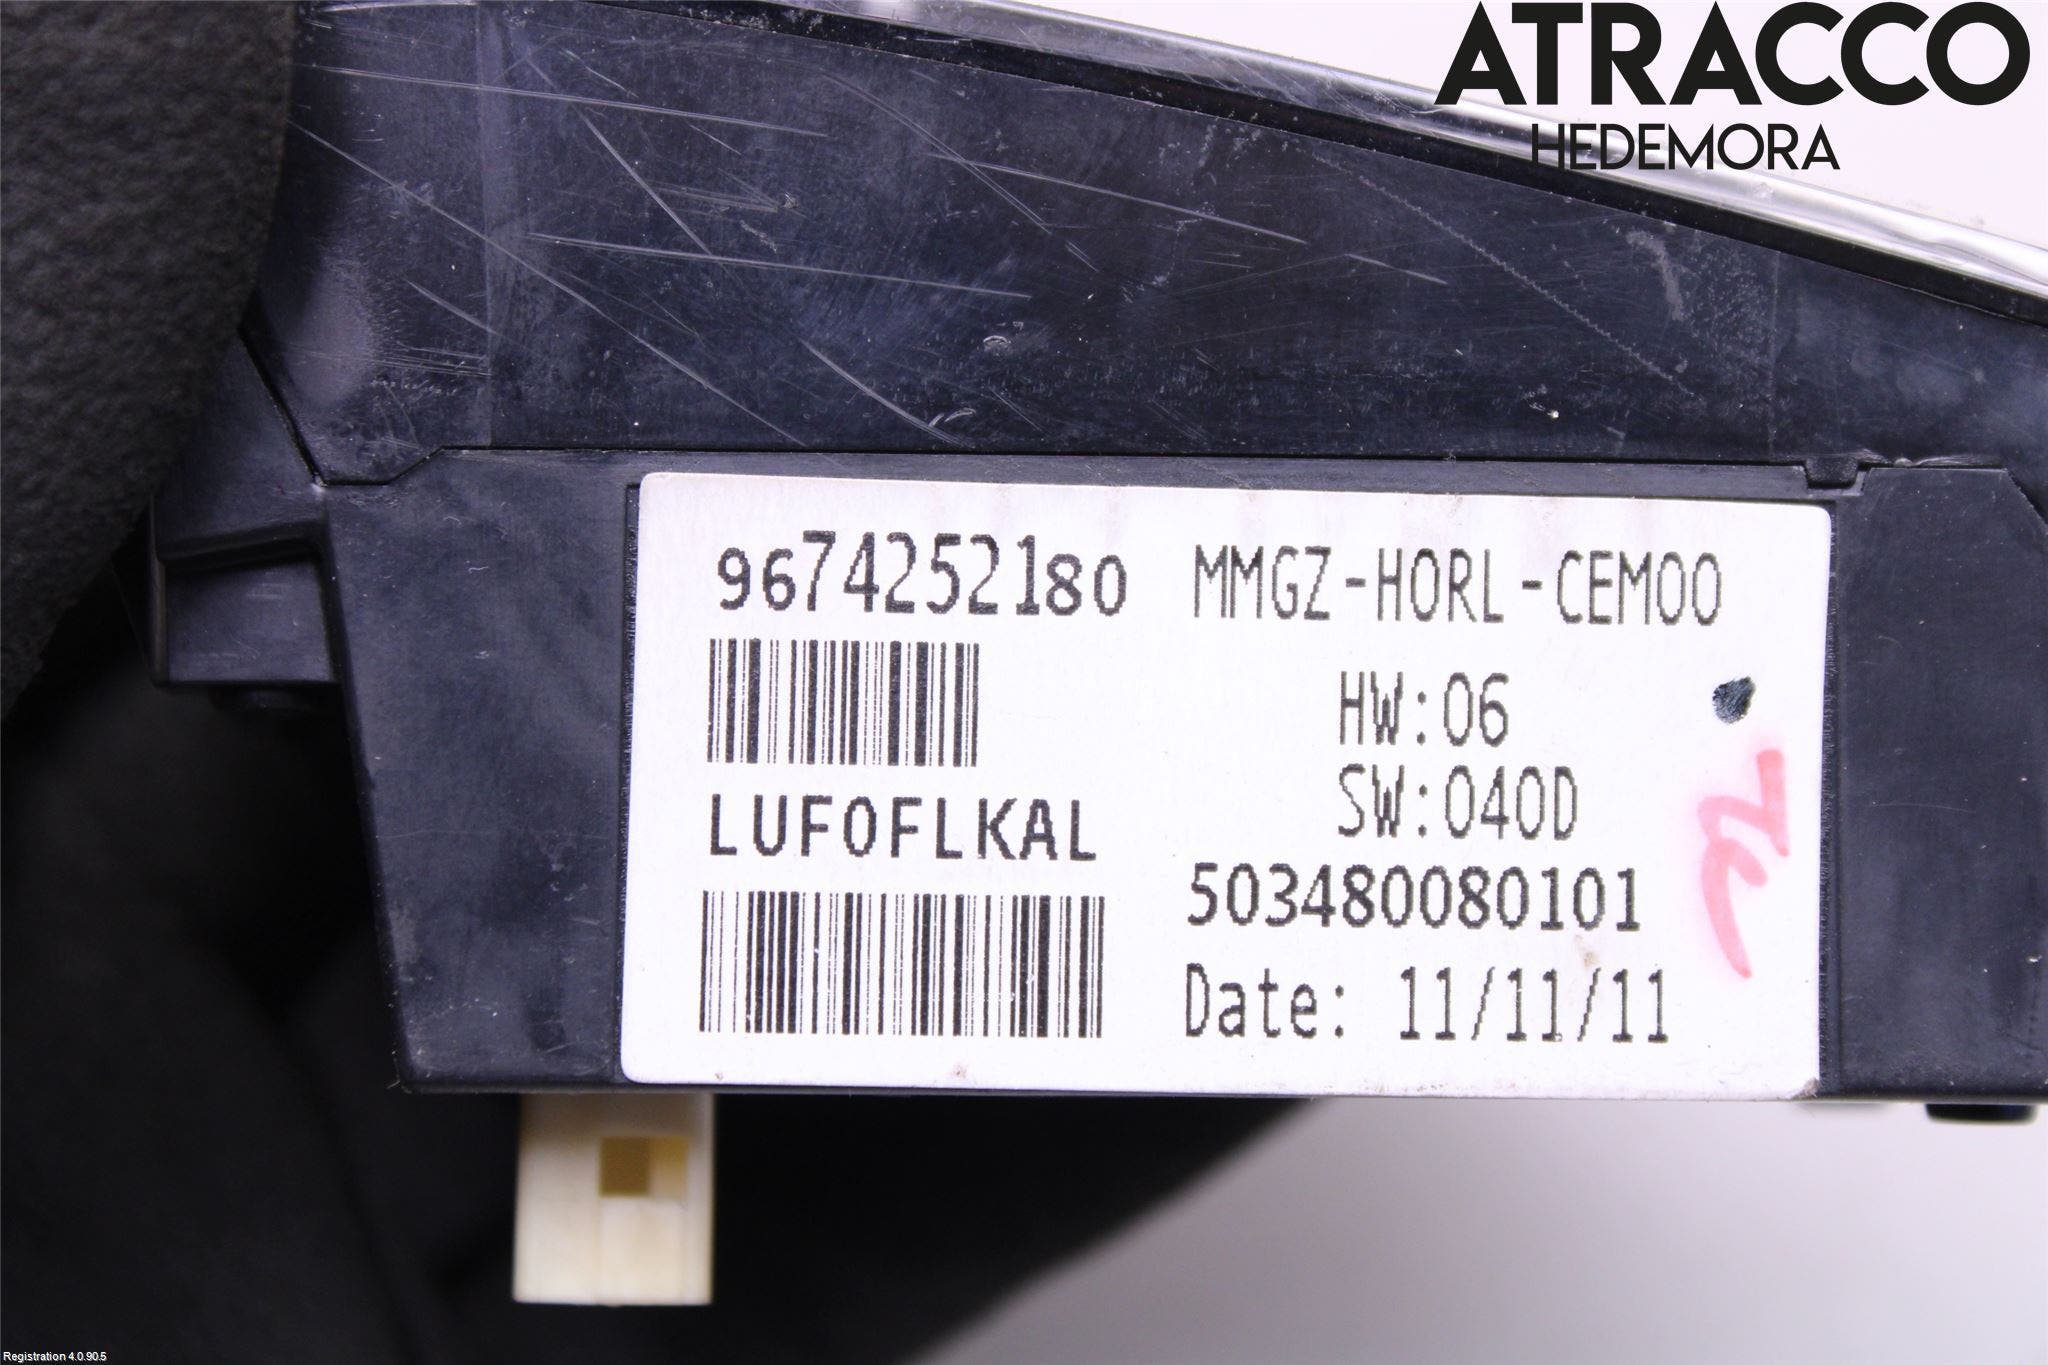 ATRACCO
HEDEMORA
9674252180 MMGZ-HORL-CEM00
HW:06
SW:040D
LUF0FLKAL
503480080101
Date: 11/11/11
Registration 4.0.90.5